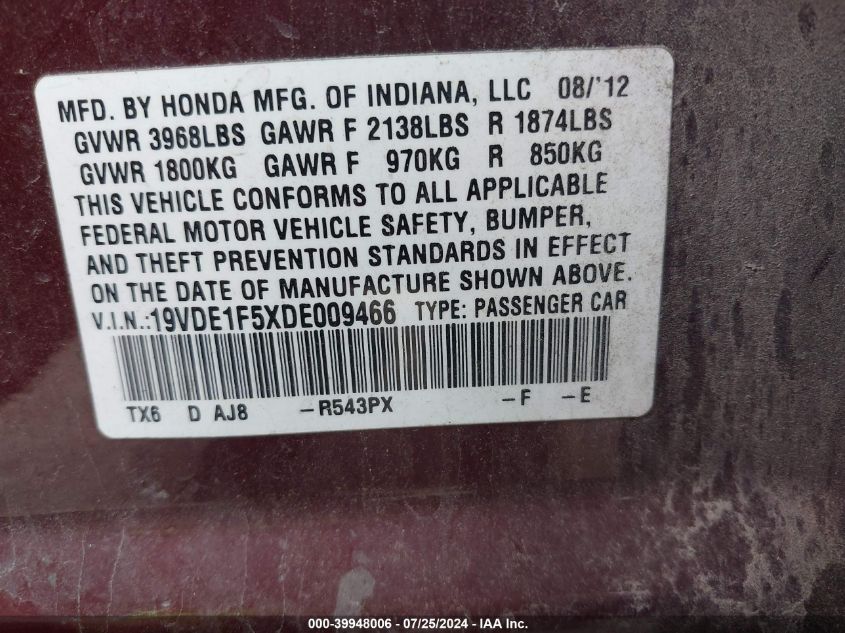 MFD. BY HONDA MFG. OF INDIANA, LLC 08/'12
GVWR 3968LBS GAWR F 2138LBS R 1874LBS
GVWR 1800KG GAWR F 970KG R 850KG
THIS VEHICLE CONFORMS TO ALL APPLICABLE
FEDERAL MOTOR VEHICLE SAFETY, BUMPER,
AND THEFT PREVENTION STANDARDS IN EFFECT
ON THE DATE OF MANUFACTURE SHOWN ABOVE.
V.I.N.:19VDE1F5XDE009466 TYPE: PASSENGER CAR
TX6 D AJ8 -R543PX -F -E
000-39948006 - 07/25/2024 - IAA Inc.